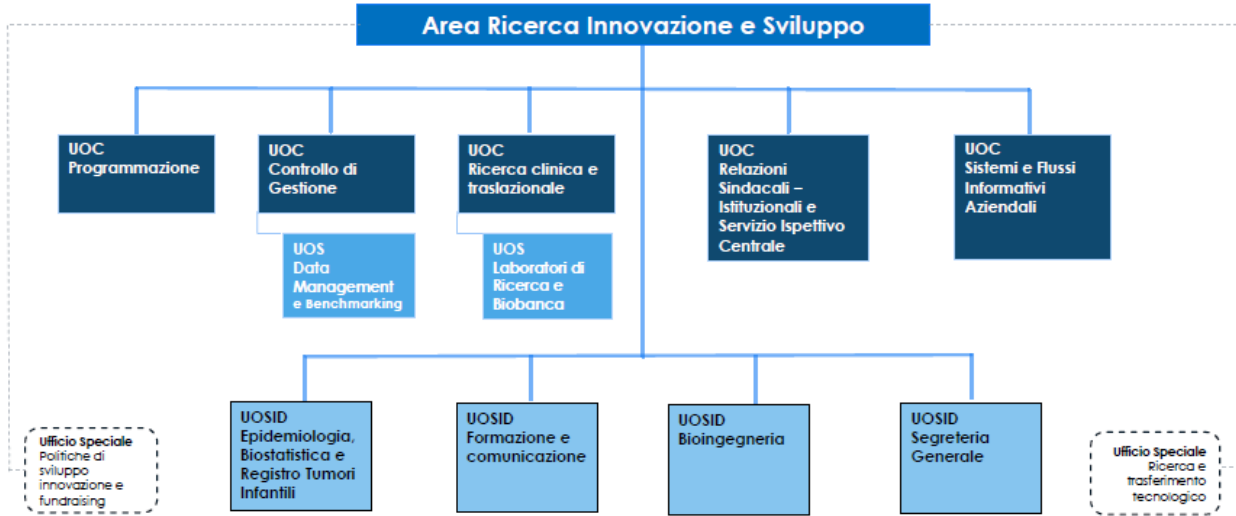 Area Ricerca Innovazione e Sviluppo
UOC
Programmazione
UOC
Controllo di
Gestione
UOC
Ricerca clinica e
traslazionale
UOC
Relazioni
Sindacali –
Istituzionali e
Servizio Ispettivo
Centrale
UOC
Sistemi e Flussi
Informativi
Aziendali
UOS
Data
Management
e Benchmarking
UOS
Laboratori di
Ricerca e
Biobanca
UOSID
Epidemiologia,
Biostatistica e
Registro Tumori
Infantili
UOSID
Formazione e
comunicazione
UOSID
Bioingegneria
UOSID
Segreteria
Generale
Ufficio Speciale
Politiche di
sviluppo
innovazione e
fundraising
Ufficio Speciale
Ricerca e
trasferimento
tecnologico